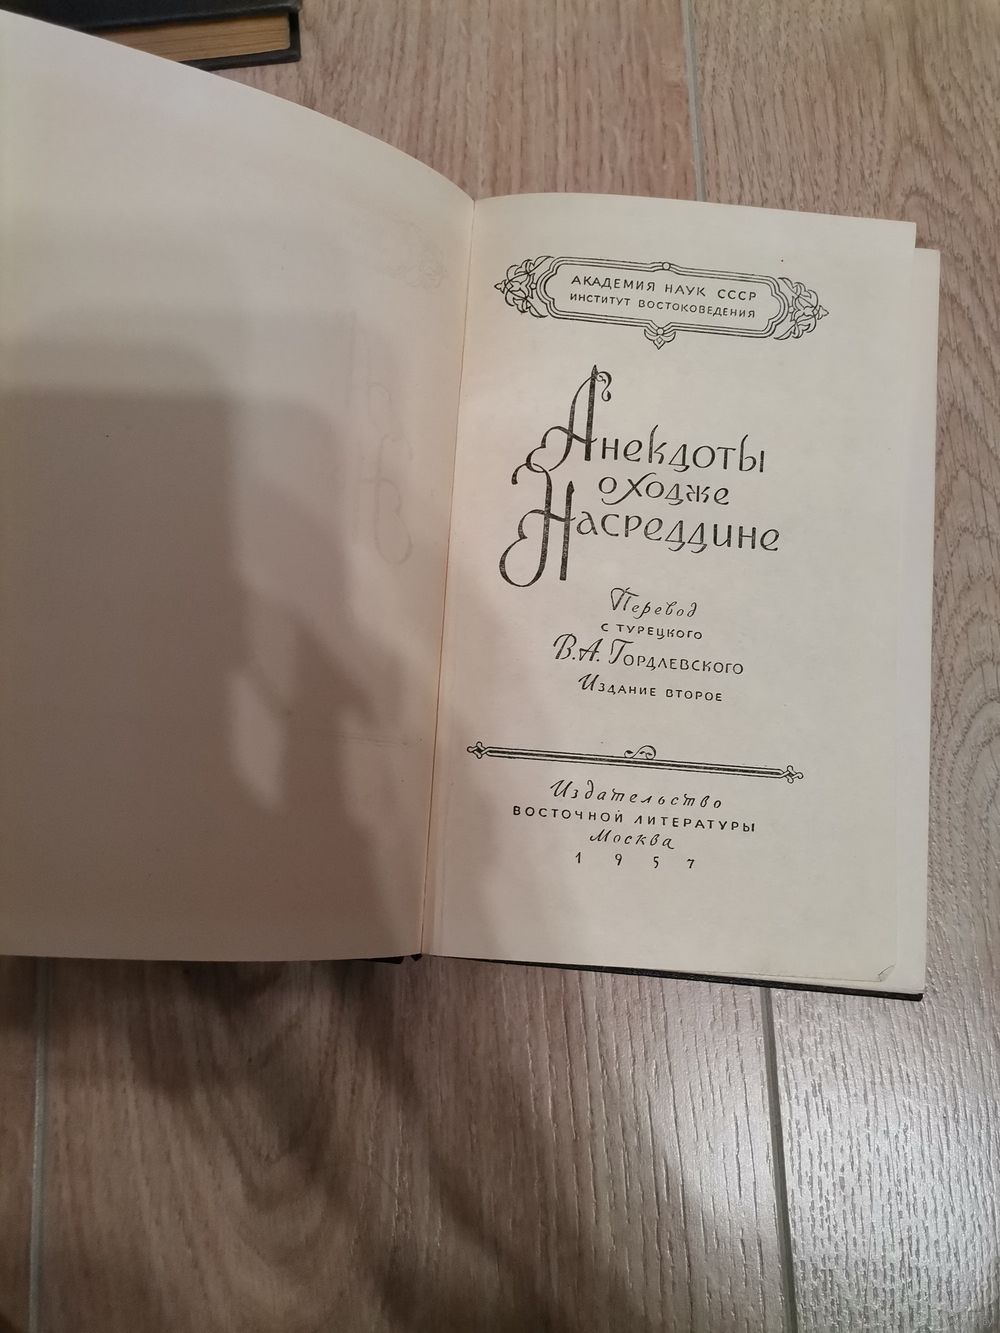 АКАДЕМИЯ НАУК СССР
ИНСТИТУТ ВОСТОКОВЕДЕНИЯ
Анекдоты
о Ходже
Насреддине
Перевод
С ТУРЕЦКОГО
В.А. Гордлевского
Издание второе
Издательство
ВОСТОЧНОЙ ЛИТЕРАТУРЫ
Москва
1957